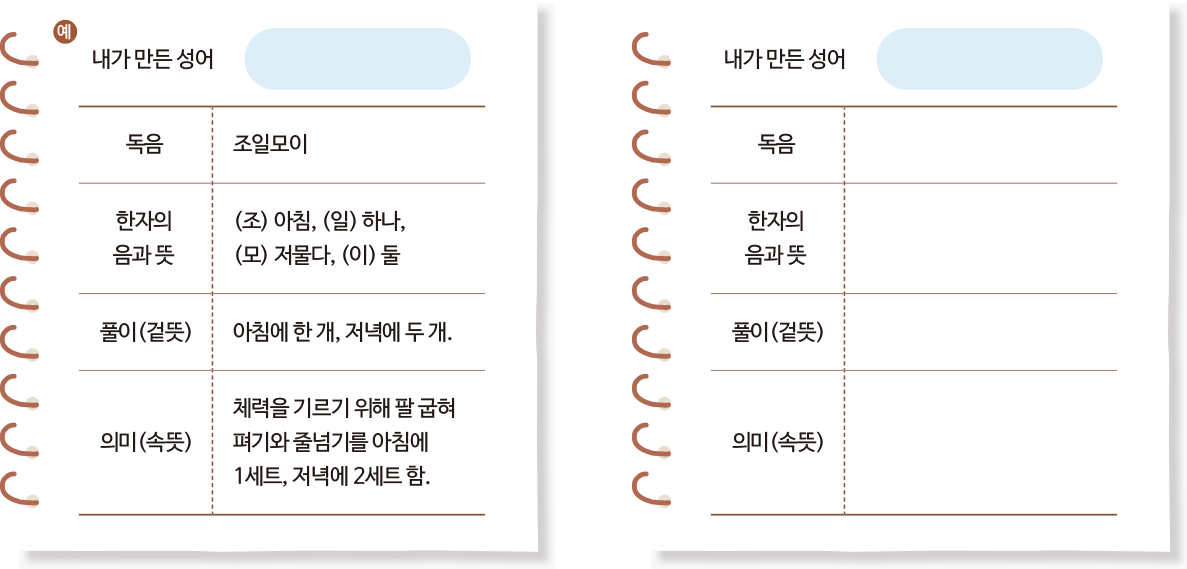 예
내가 만든 성어
독음
조일모이
한자의
음과 뜻
(조) 아침, (일) 하나,
(모) 저물다, (이) 둘
풀이(겉뜻)
아침에 한 개, 저녁에 두 개.
의미(속뜻)
체력을 기르기 위해 팔 굽혀
펴기와 줄넘기를 아침에
1세트, 저녁에 2세트 함.
내가 만든 성어
독음
한자의
음과 뜻
풀이(겉뜻)
의미(속뜻)